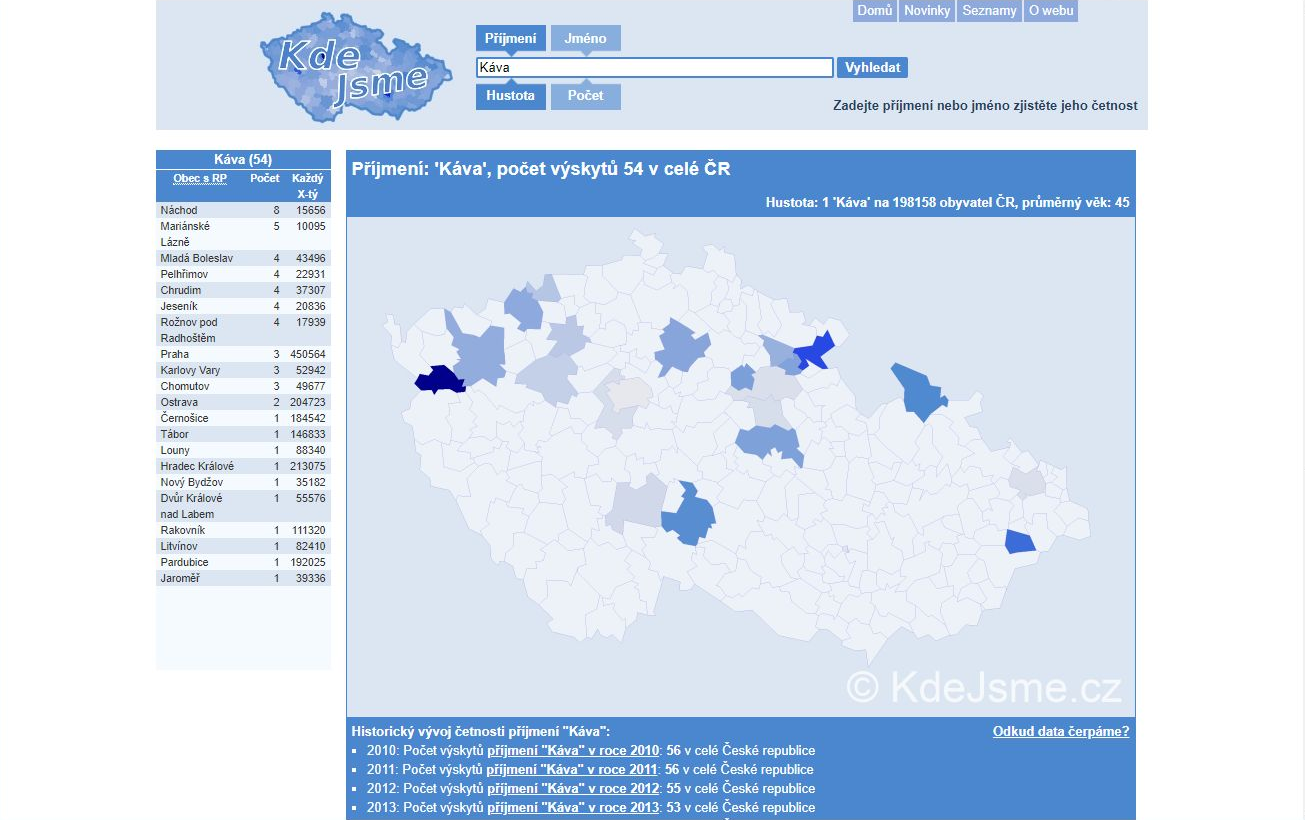 Domů Novinky Seznamy O webu
Kde
Jsme
Příjmení Jméno
Káva Vyhledat
Hustota Počet
Zadejte příjmení nebo jméno zjistěte jeho četnost
Káva (54)
Obec s RP Počet Každý X-tý
Náchod 8 15656
Mariánské Lázně 5 10095
Mladá Boleslav 4 43496
Pelhřimov 4 22931
Chrudim 4 37307
Jeseník 4 20836
Rožnov pod Radhoštěm 4 17939
Praha 3 450564
Karlovy Vary 3 52942
Chomutov 3 49677
Ostrava 2 204723
Černošice 1 184542
Tábor 1 146833
Louny 1 88340
Hradec Králové 1 213075
Nový Bydžov 1 35182
Dvůr Králové nad Labem 1 55576
Rakovník 1 111320
Litvínov 1 82410
Pardubice 1 192025
Jaroměř 1 39336
Příjmení: 'Káva', počet výskytů 54 v celé ČR
Hustota: 1 'Káva' na 198158 obyvatel ČR, průměrný věk: 45
© KdeJsme.cz
Historický vývoj četnosti příjmení "Káva": Odkud data čerpáme?
2010: Počet výskytů příjmení "Káva" v roce 2010: 56 v celé České republice
2011: Počet výskytů příjmení "Káva" v roce 2011: 56 v celé České republice
2012: Počet výskytů příjmení "Káva" v roce 2012: 55 v celé České republice
2013: Počet výskytů příjmení "Káva" v roce 2013: 53 v celé České republice